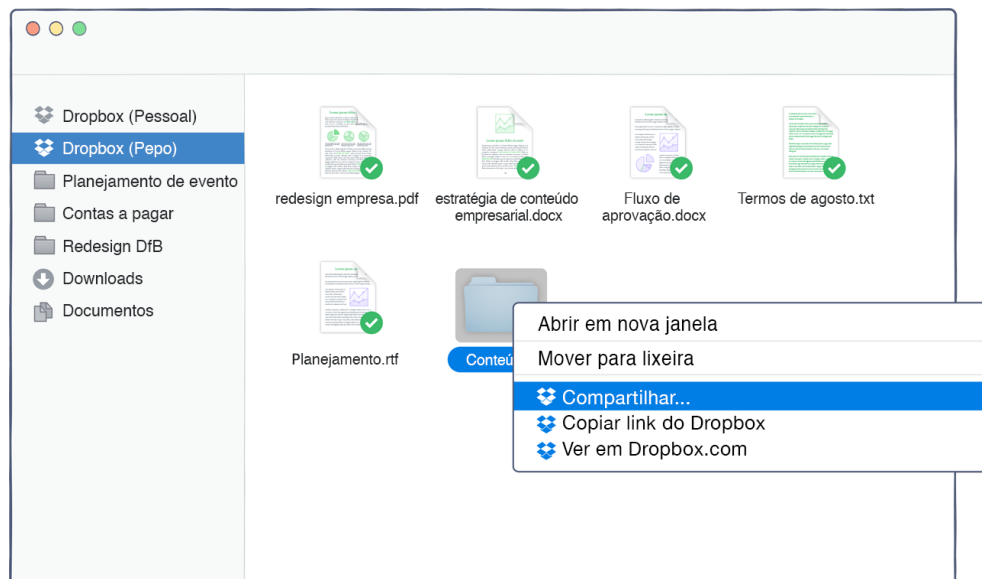 Dropbox (Pessoal)
Dropbox (Pepo)
Planejamento de evento
Contas a pagar
Redesign DfB
Downloads
Documentos
redesign empresa.pdf
estratégia de conteúdo
empresarial.docx
Fluxo de
aprovação.docx
Termos de agosto.txt
Planejamento.rtf
Conteú
Abrir em nova janela
Mover para lixeira
Compartilhar...
Copiar link do Dropbox
Ver em Dropbox.com